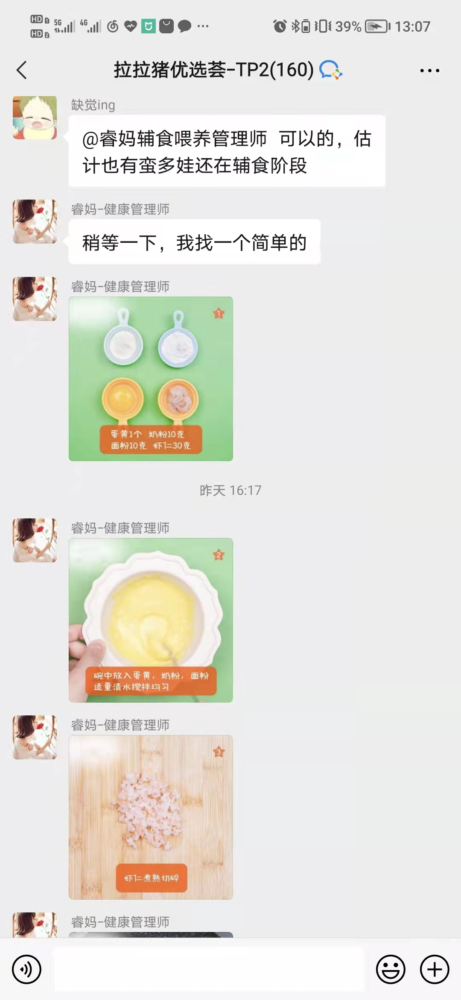 HD 1 5G 4G 39% 13:07
HD 2
拉拉猪优选荟-TP2(160)
缺觉ing
@睿妈辅食喂养管理师 可以的，估
计也有蛮多娃还在辅食阶段
睿妈-健康管理师
稍等一下，我找一个简单的
睿妈-健康管理师
1
蛋黄1个 奶粉10克
面粉10克 虾仁30克
昨天 16:17
睿妈-健康管理师
2
碗中放入蛋黄，奶粉，面粉
适量清水搅拌均匀
睿妈-健康管理师
3
虾仁煮熟切碎
睿妈-健康管理师